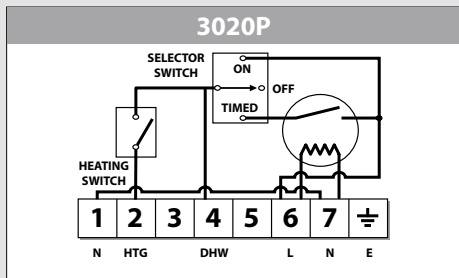 3020P
SELECTOR
SWITCH
ON
OFF
TIMED
HEATING
SWITCH
1 2 3 4 5 6 7
N HTG DHW L N E